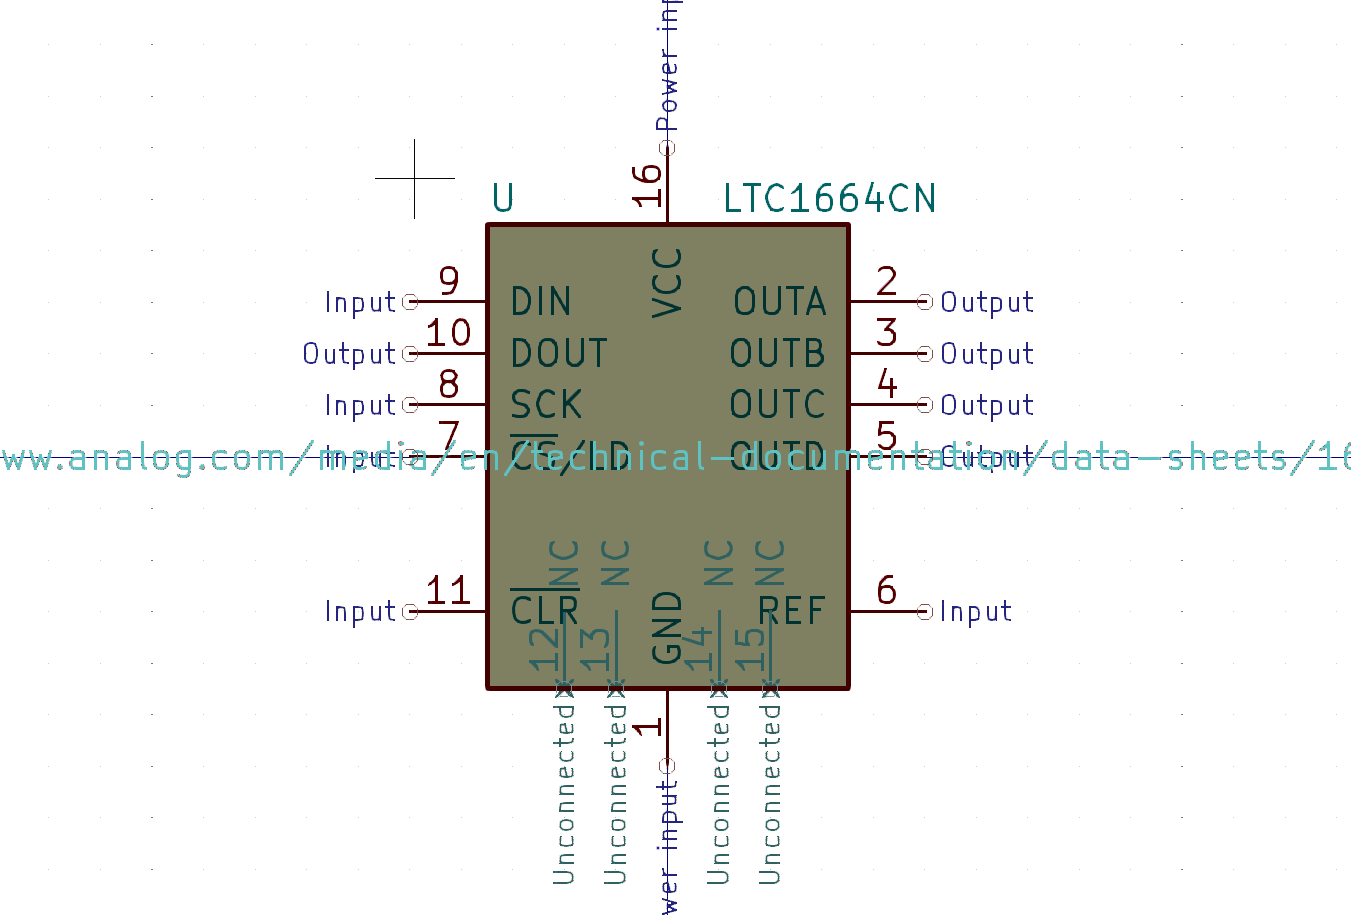 Power inp
16
U
LTC1664CN
VCC
Input 9 DIN
OUTA 2 Output
Output 10 DOUT
OUTB 3 Output
Input 8 SCK
OUTC 4 Output
Input 7 CS/LD
OUTD 5 Output
ww.analog.com/media/en/technical-documentation/data-sheets/16
NC NC NC NC
Input 11 CLR
GND
REF 6 Input
12 13 14 15
1
Unconnected Unconnected Unconnected Unconnected
wer input